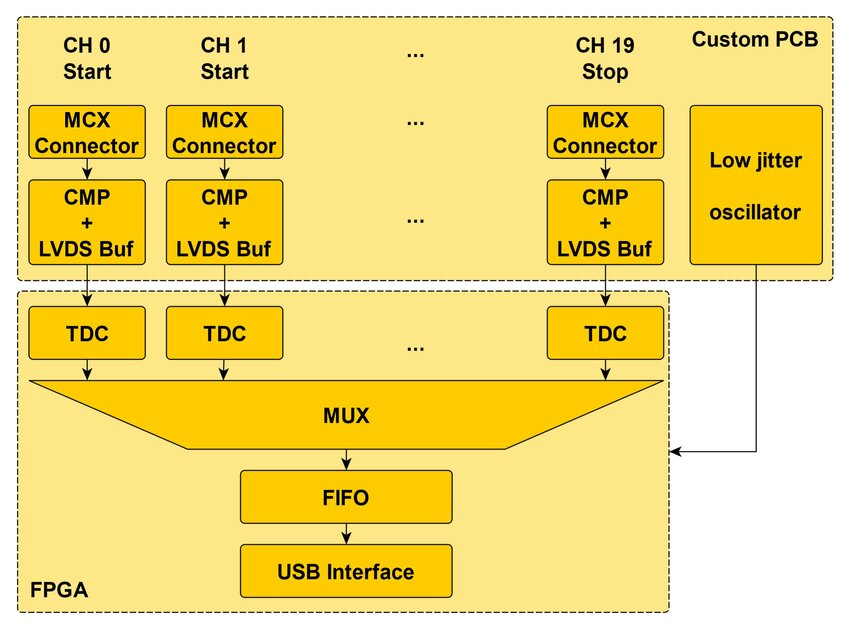 CH 0
Start
CH 1
Start
...
CH 19
Stop
Custom PCB
MCX
Connector
MCX
Connector
...
MCX
Connector
Low jitter
oscillator
CMP
+
LVDS Buf
CMP
+
LVDS Buf
...
CMP
+
LVDS Buf
TDC
TDC
...
TDC
MUX
FIFO
USB Interface
FPGA